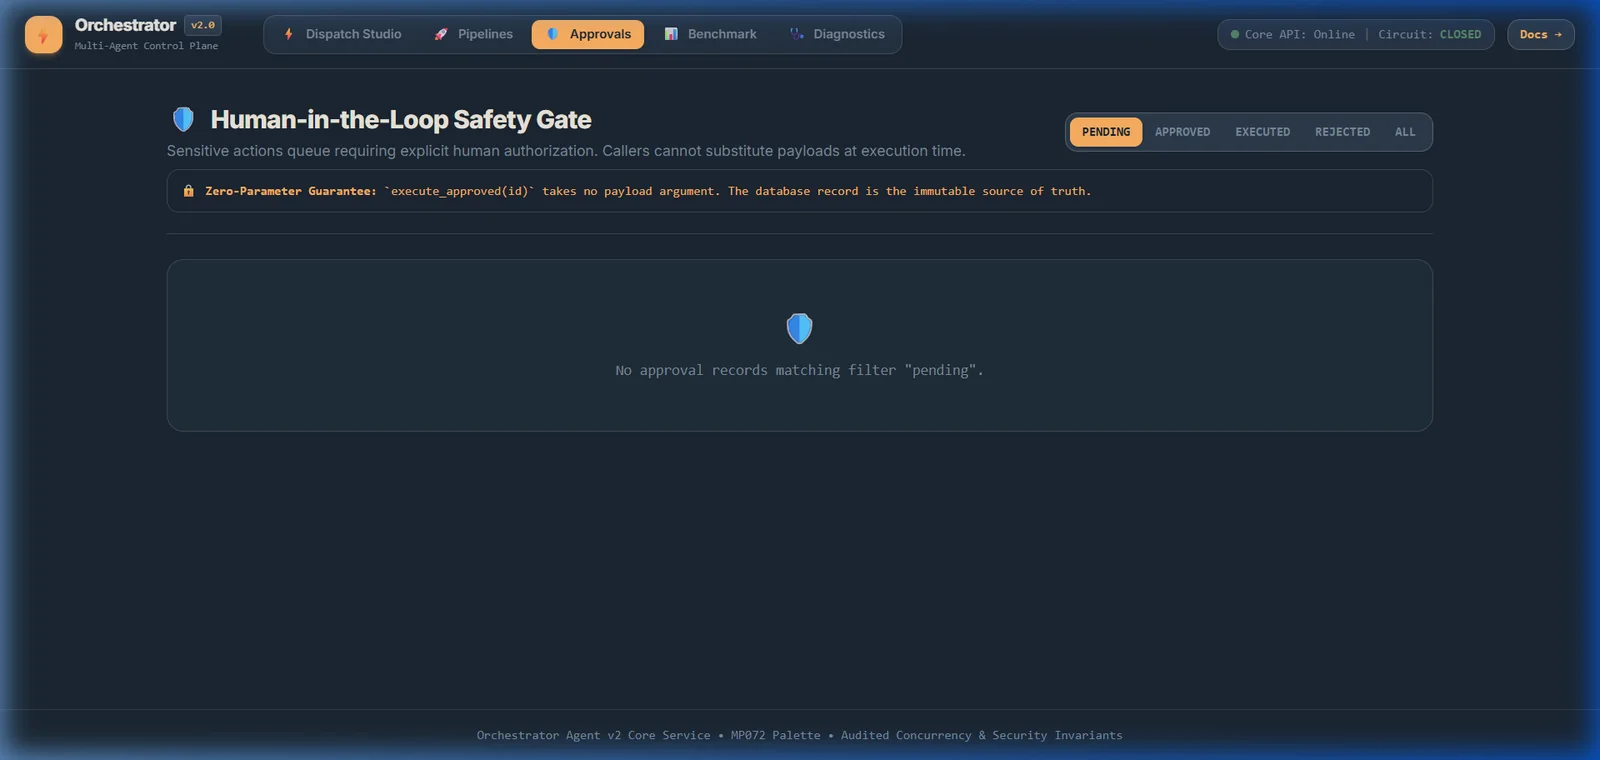 Orchestrator v2.0
Multi-Agent Control Plane
Dispatch Studio
Pipelines
Approvals
Benchmark
Diagnostics
Core API: Online | Circuit: CLOSED
Docs →
Human-in-the-Loop Safety Gate
Sensitive actions queue requiring explicit human authorization. Callers cannot substitute payloads at execution time.
PENDING APPROVED EXECUTED REJECTED ALL
Zero-Parameter Guarantee: `execute_approved(id)` takes no payload argument. The database record is the immutable source of truth.
No approval records matching filter "pending".
Orchestrator Agent v2 Core Service • MP072 Palette • Audited Concurrency & Security Invariants